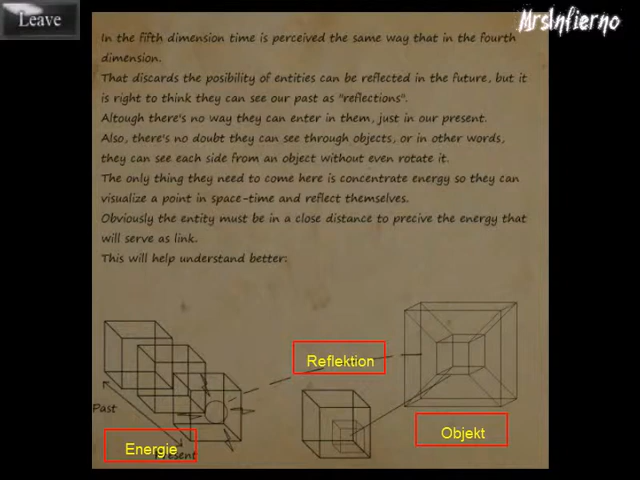 Leave
MrsInfierno
In the fifth dimension time is perceived the same way that in the fourth
dimension.
That discards the posibility of entities can be reflected in the future, but it
is right to think they can see our past as "reflections".
Altough there's no way they can enter in them, just in our present.
Also, there's no doubt they can see through objects, or in other words,
they can see each side from an object without even rotate it.
The only thing they need to come here is concentrate energy so they can
visualize a point in space-time and reflect themselves.
Obviously the entity must be in a close distance to precive the energy that
will serve as link.
This will help understand better:
Reflektion
Past
Objekt
Energie
Present